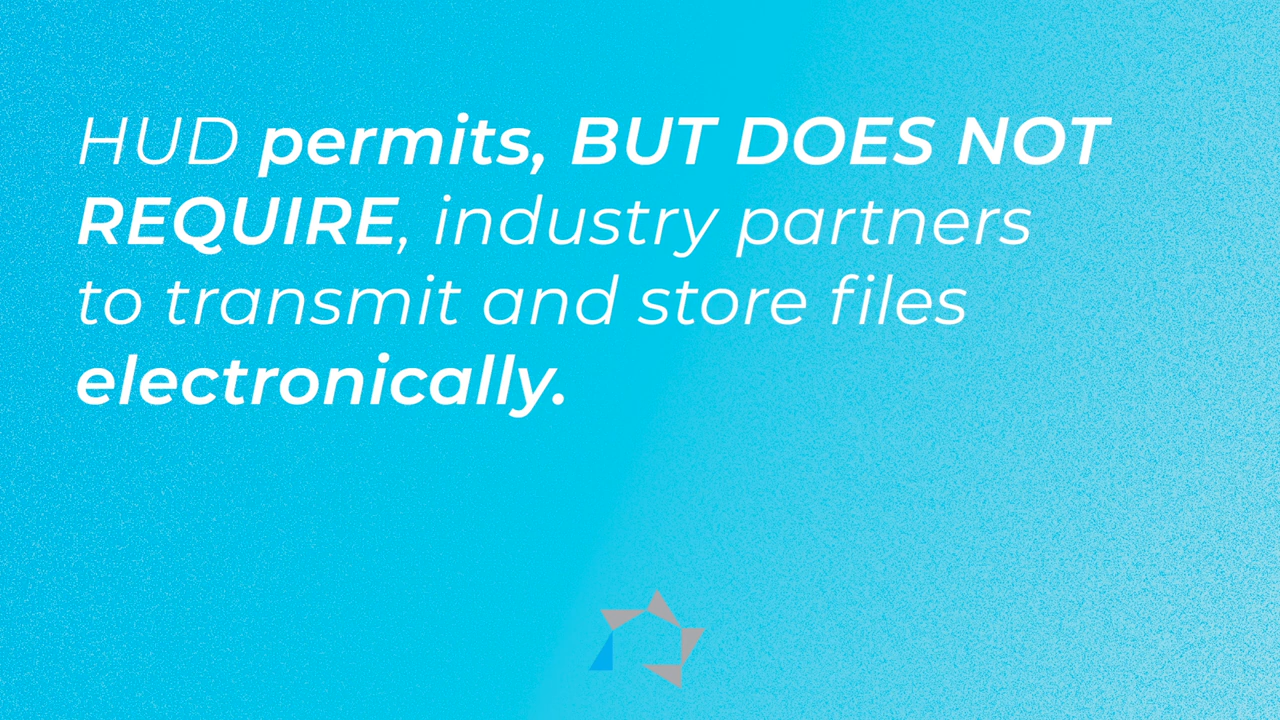 HUD permits, BUT DOES NOT
REQUIRE, industry partners
to transmit and store files
electronically.